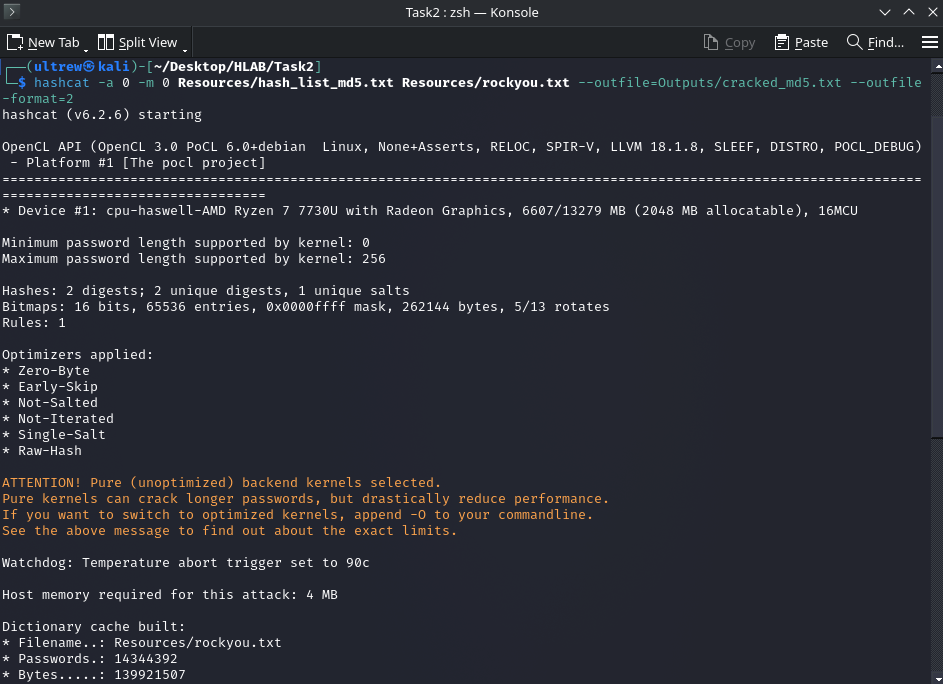 Task2 : zsh — Konsole
New Tab Split View Copy Paste Find...
┌──(ultrew㉿kali)-[~/Desktop/HLAB/Task2]
└─$ hashcat -a 0 -m 0 Resources/hash_list_md5.txt Resources/rockyou.txt --outfile=Outputs/cracked_md5.txt --outfile
-format=2
hashcat (v6.2.6) starting
OpenCL API (OpenCL 3.0 PoCL 6.0+debian  Linux, None+Asserts, RELOC, SPIR-V, LLVM 18.1.8, SLEEF, DISTRO, POCL_DEBUG)
 - Platform #1 [The pocl project]
===================================================================================================================
=================================
* Device #1: cpu-haswell-AMD Ryzen 7 7730U with Radeon Graphics, 6607/13279 MB (2048 MB allocatable), 16MCU
Minimum password length supported by kernel: 0
Maximum password length supported by kernel: 256
Hashes: 2 digests; 2 unique digests, 1 unique salts
Bitmaps: 16 bits, 65536 entries, 0x0000ffff mask, 262144 bytes, 5/13 rotates
Rules: 1
Optimizers applied:
* Zero-Byte
* Early-Skip
* Not-Salted
* Not-Iterated
* Single-Salt
* Raw-Hash
ATTENTION! Pure (unoptimized) backend kernels selected.
Pure kernels can crack longer passwords, but drastically reduce performance.
If you want to switch to optimized kernels, append -O to your commandline.
See the above message to find out about the exact limits.
Watchdog: Temperature abort trigger set to 90c
Host memory required for this attack: 4 MB
Dictionary cache built:
* Filename..: Resources/rockyou.txt
* Passwords.: 14344392
* Bytes.....: 139921507